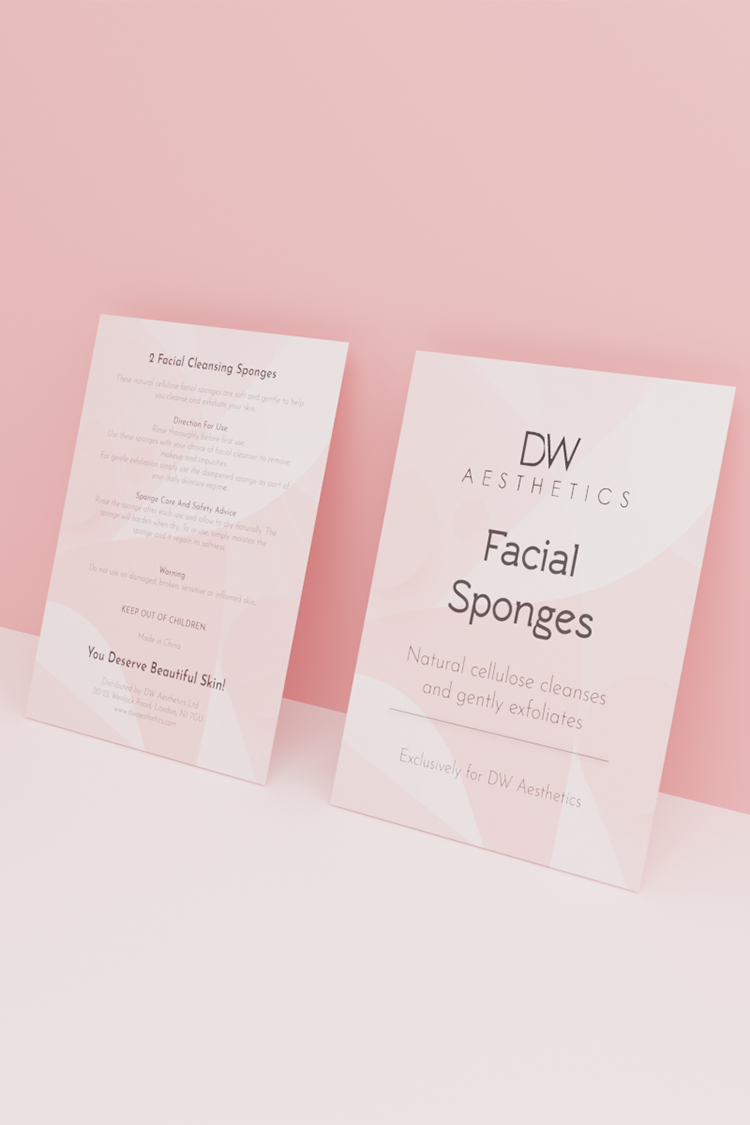 2 Facial Cleansing Sponges
These natural cellulose facial sponges are soft and gentle to help
you cleanse and exfoliate your skin.
Direction For Use
Rinse thoroughly before first use.
Use these sponges with your choice of facial cleanser to remove
makeup and impurities.
For gentle exfoliation simply use the dampened sponge as part of
your daily skincare regime.
Sponge Care And Safety Advice
Rinse the sponge after each use and allow to dry naturally. The
sponge will harden when dry. To re use, simply moisten the
sponge and it regain its softness.
Warning
Do not use on damaged, broken, sensitive or inflamed skin.
KEEP OUT OF CHILDREN.
Made in China
You Deserve Beautiful Skin!
Distributed by: DW Aesthetics Ltd
20-22, Wenlock Road, London, N1 7GU
www.dwaesthetics.com
DW
AESTHETICS
Facial
Sponges
Natural cellulose cleanses
and gently exfoliates
Exclusively for DW Aesthetics